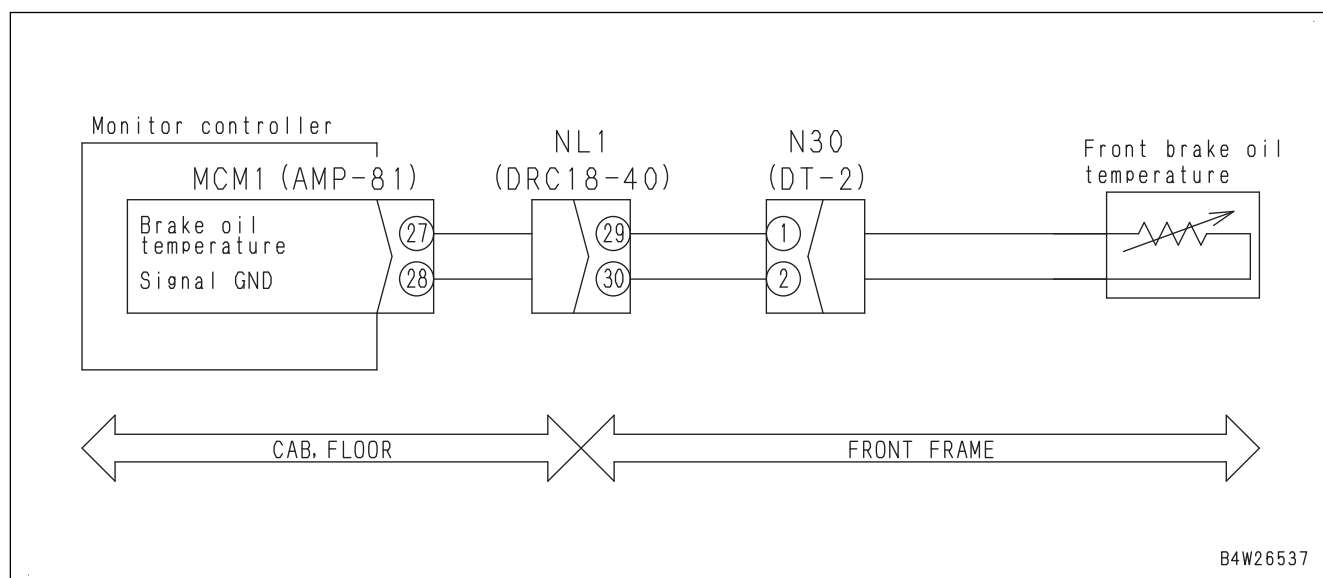 Monitor controller
MCM1 (AMP-81)
NL1
(DRC18-40)
N30
(DT-2)
Front brake oil
temperature
Brake oil
temperature
Signal GND
27
28
29
30
1
2
CAB, FLOOR
FRONT FRAME
B4W26537